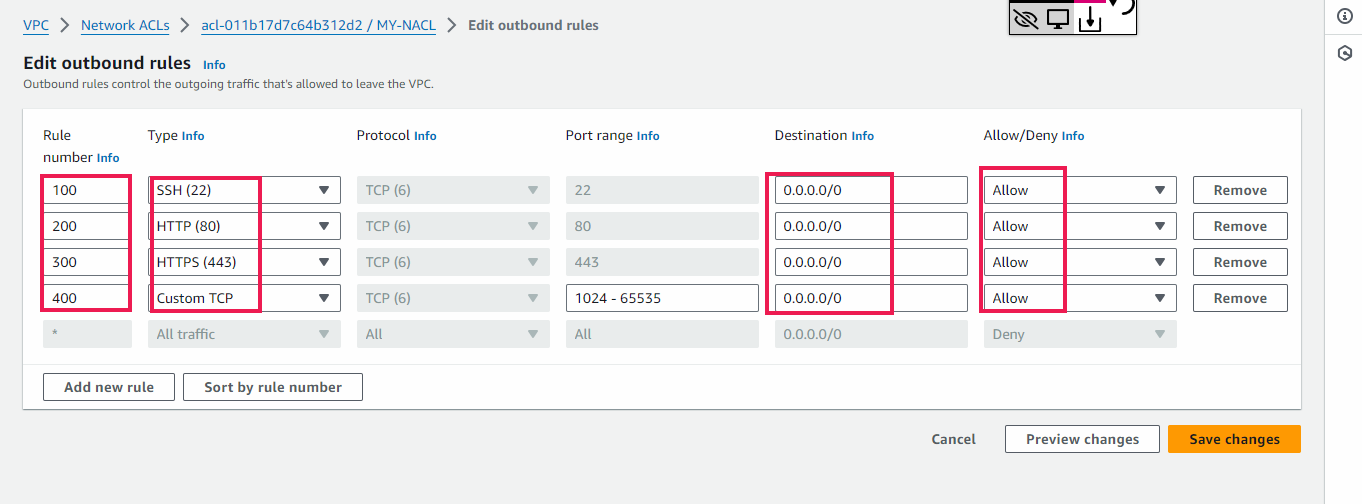 VPC > Network ACLs > acl-011b17d7c64b312d2 / MY-NACL > Edit outbound rules
Edit outbound rules Info
Outbound rules control the outgoing traffic that's allowed to leave the VPC.
Rule number Info Type Info Protocol Info Port range Info Destination Info Allow/Deny Info
100 SSH (22) TCP (6) 22 0.0.0.0/0 Allow Remove
200 HTTP (80) TCP (6) 80 0.0.0.0/0 Allow Remove
300 HTTPS (443) TCP (6) 443 0.0.0.0/0 Allow Remove
400 Custom TCP TCP (6) 1024 - 65535 0.0.0.0/0 Allow Remove
* All traffic All All 0.0.0.0/0 Deny
Add new rule Sort by rule number
Cancel Preview changes Save changes